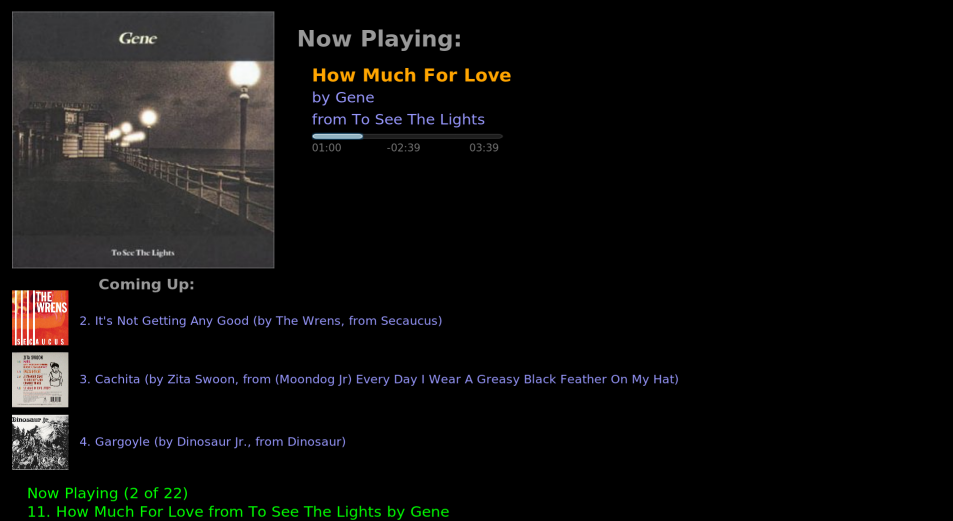 Gene
To See The Lights
Now Playing:
How Much For Love
by Gene
from To See The Lights
01:00 -02:39 03:39
Coming Up:
THE
WRENS
SECAUCUS
2. It's Not Getting Any Good (by The Wrens, from Secaucus)
ZITA SWOON
3. Cachita (by Zita Swoon, from (Moondog Jr) Every Day I Wear A Greasy Black Feather On My Hat)
Dinosaur jr
4. Gargoyle (by Dinosaur Jr., from Dinosaur)
Now Playing (2 of 22)
11. How Much For Love from To See The Lights by Gene